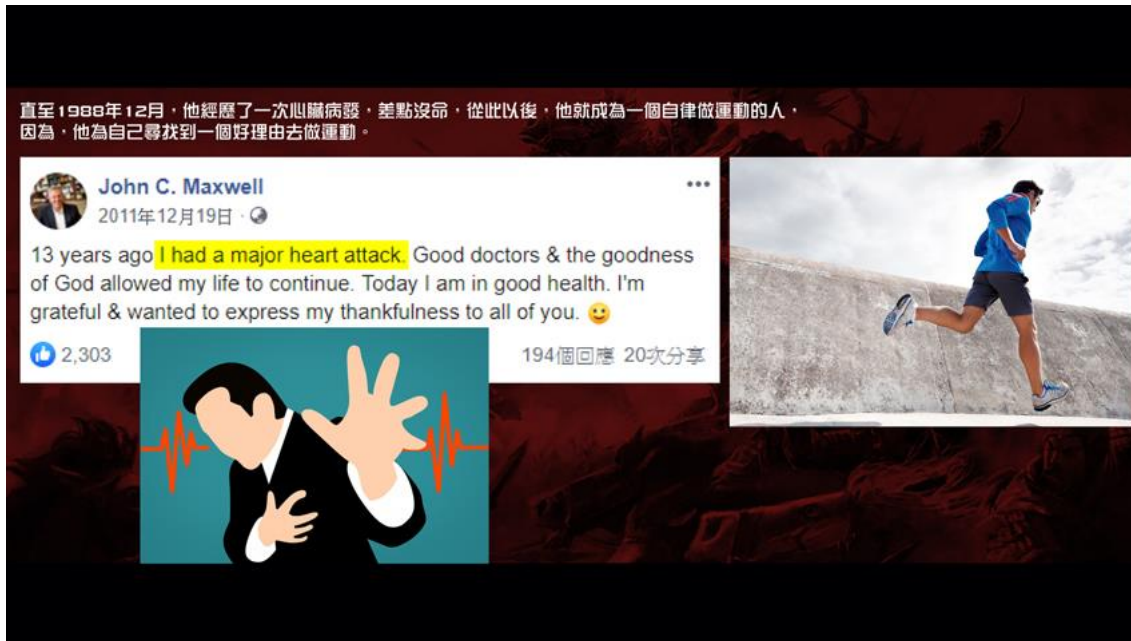 直至1988年12月，他經歷了一次心臟病發，差點沒命，從此以後，他就成為一個自律做運動的人，
因為，他為自己尋找到一個好理由去做運動。
John C. Maxwell
2011年12月19日 ·
13 years ago I had a major heart attack. Good doctors & the goodness
of God allowed my life to continue. Today I am in good health. I'm
grateful & wanted to express my thankfulness to all of you. 🙂
2,303
194個回應 20次分享